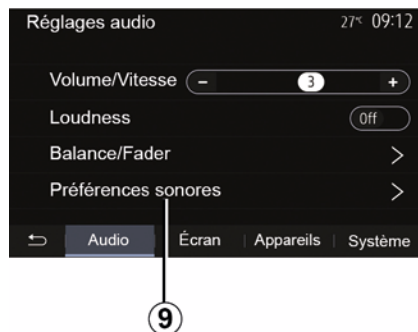 Réglages audio 27°C 09:12
Volume/Vitesse - 3 +
Loudness Off
Balance/Fader >
Préférences sonores >
Audio Écran Appareils Système
9